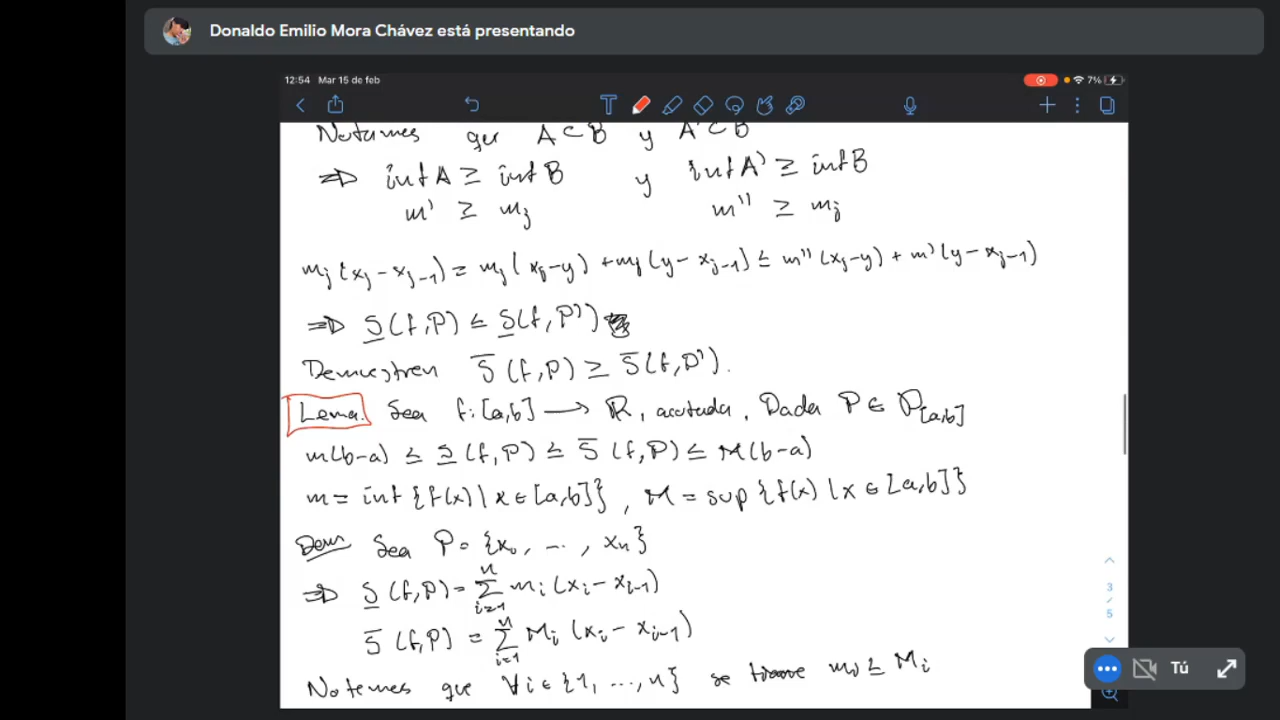 Donaldo Emilio Mora Chávez está presentando
12:54 Mar 15 de feb
7%
Notemos que A ⊂ B y A' ⊂ B
⇒ inf A ≥ inf B y inf A' ≥ inf B
m' ≥ mj m'' ≥ mj
mj(xj - xj-1) = mj(xj - y) + mj(y - xj-1) ≤ m''(xj - y) + m'(y - xj-1)
⇒ S̲(f,P) ≤ S̲(f,P')
Demuestren S̄(f,P) ≥ S̄(f,P').
Lema. Sea f: [a,b] → ℝ, acotada, Dada P ∈ 𝒫[a,b]
m(b-a) ≤ S̲(f,P) ≤ S̄(f,P) ≤ M(b-a)
m = inf {f(x) | x ∈ [a,b]}, M = sup {f(x) | x ∈ [a,b]}
Dem Sea P = {x0, ..., xn}
⇒ S̲(f,P) = Σ_{i=1}^{n} mi(xi - xi-1)
S̄(f,P) = Σ_{i=1}^{n} Mi(xi - xi-1)
Notemos que ∀i ∈ {1, ..., n} se tiene mi ≤ Mi
3
/
5
Tú